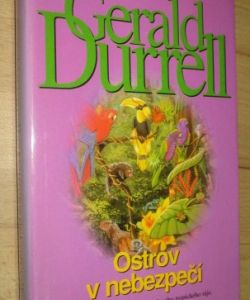 Gerald
Durrell
Ostrov
v nebezpečí